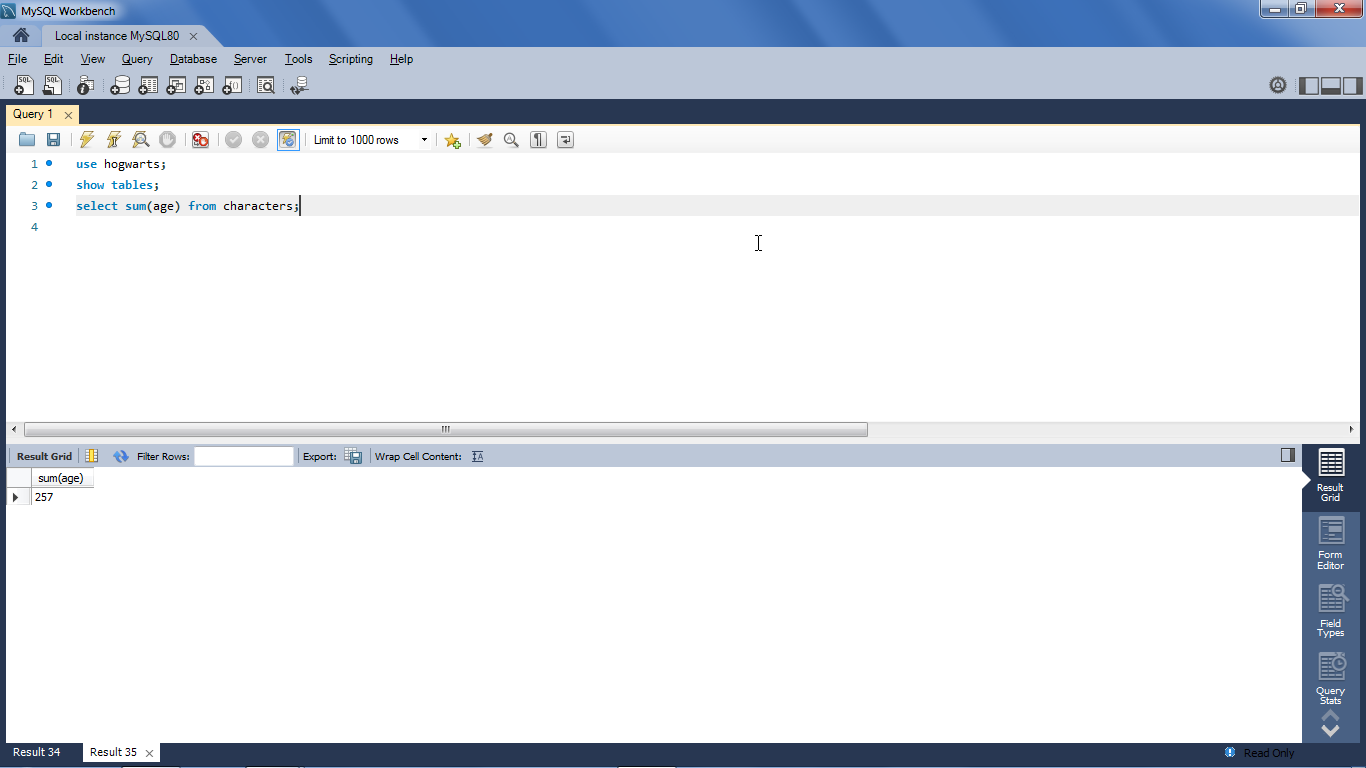 MySQL Workbench
Local instance MySQL80
File Edit View Query Database Server Tools Scripting Help
Query 1
Limit to 1000 rows
1 use hogwarts;
2 show tables;
3 select sum(age) from characters;
4
Result Grid Filter Rows: Export: Wrap Cell Content:
sum(age)
257
Result
Grid
Form
Editor
Field
Types
Query
Stats
Result 34 Result 35 Read Only